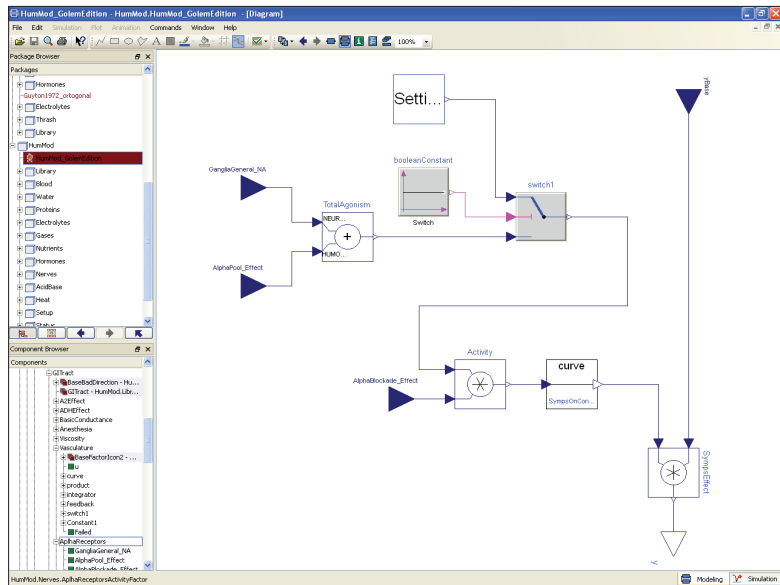 HumMod_GolemEdition - HumMod.HumMod_GolemEdition - [Diagram]
File Edit Simulation Plot Animation Commands Window Help
100%
Package Browser
Packages
Hormones
Guyton1972_ortogonal
Electrolytes
Thrash
Library
HumMod
HumMod_GolemEdition
Library
Blood
Water
Proteins
Electrolytes
Gases
Nutrients
Hormones
Nerves
AcidBase
Heat
Setup
Status
Component Browser
Components
GITract
BaseBadDirection - Hu...
GITract - HumMod.Libr...
A2Effect
ADHEffect
BasicConductance
Anesthesia
Viscosity
Vasculature
BaseFactorIcon2 - ...
u
curve
product
integrator
feedback
switch1
Constant1
Failed
AplhaReceptors
GangliaGeneral_NA
AlphaPool_Effect
AlphaBlockade_Effect
HumMod.Nerves.AplhaReceptorsActivityFactor
Setti...
yBase
booleanConstant
Switch
switch1
GangliaGeneral_NA
TotalAgonism
NEUR...
+
HUMO...
AlphaPool_Effect
Activity
AlphaBlockade_Effect
curve
SympsOnCon...
SympsEffect
y
Modeling
Simulation